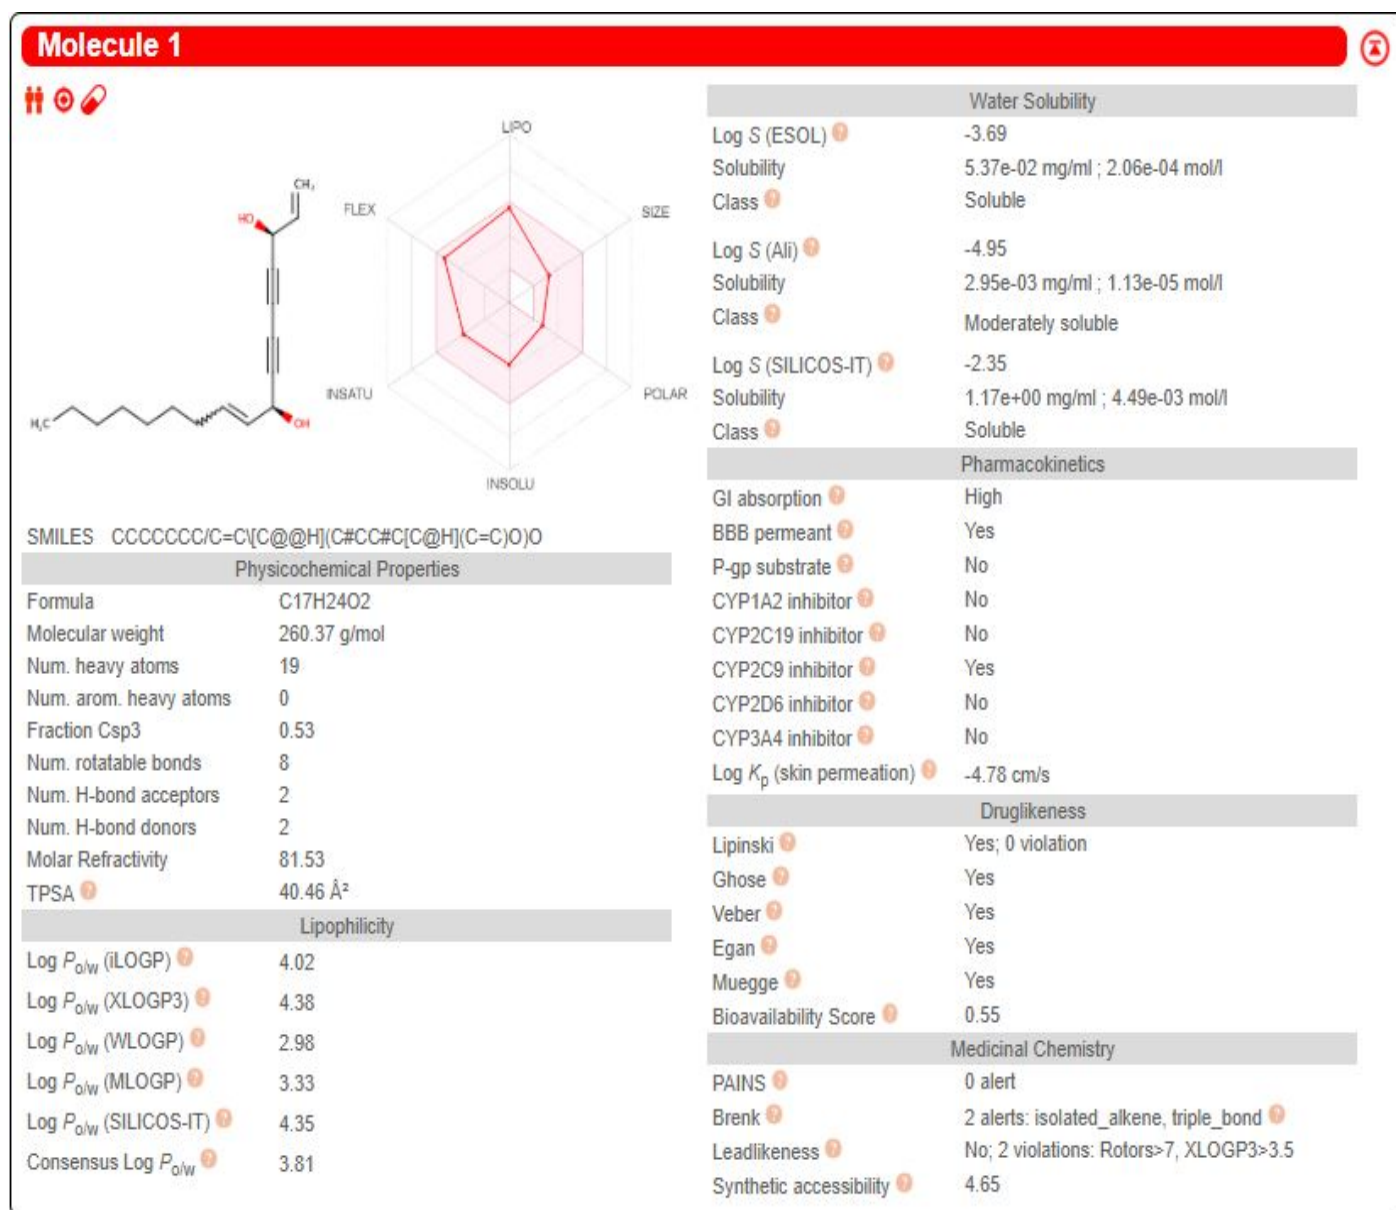 Molecule 1
CH₂
HO
H₃C
OH
LIPO
FLEX
SIZE
INSATU
POLAR
INSOLU
SMILES CCCCCCC/C=C\[C@@H](C#CC#C[C@H](C=C)O)O
Physicochemical Properties
Formula C17H24O2
Molecular weight 260.37 g/mol
Num. heavy atoms 19
Num. arom. heavy atoms 0
Fraction Csp3 0.53
Num. rotatable bonds 8
Num. H-bond acceptors 2
Num. H-bond donors 2
Molar Refractivity 81.53
TPSA ? 40.46 Å²
Lipophilicity
Log Po/w (iLOGP) ? 4.02
Log Po/w (XLOGP3) ? 4.38
Log Po/w (WLOGP) ? 2.98
Log Po/w (MLOGP) ? 3.33
Log Po/w (SILICOS-IT) ? 4.35
Consensus Log Po/w ? 3.81
Water Solubility
Log S (ESOL) ? -3.69
Solubility 5.37e-02 mg/ml ; 2.06e-04 mol/l
Class ? Soluble
Log S (Ali) ? -4.95
Solubility 2.95e-03 mg/ml ; 1.13e-05 mol/l
Class ? Moderately soluble
Log S (SILICOS-IT) ? -2.35
Solubility 1.17e+00 mg/ml ; 4.49e-03 mol/l
Class ? Soluble
Pharmacokinetics
GI absorption ? High
BBB permeant ? Yes
P-gp substrate ? No
CYP1A2 inhibitor ? No
CYP2C19 inhibitor ? No
CYP2C9 inhibitor ? Yes
CYP2D6 inhibitor ? No
CYP3A4 inhibitor ? No
Log Kp (skin permeation) ? -4.78 cm/s
Druglikeness
Lipinski ? Yes; 0 violation
Ghose ? Yes
Veber ? Yes
Egan ? Yes
Muegge ? Yes
Bioavailability Score ? 0.55
Medicinal Chemistry
PAINS ? 0 alert
Brenk ? 2 alerts: isolated_alkene, triple_bond ?
Leadlikeness ? No; 2 violations: Rotors>7, XLOGP3>3.5
Synthetic accessibility ? 4.65